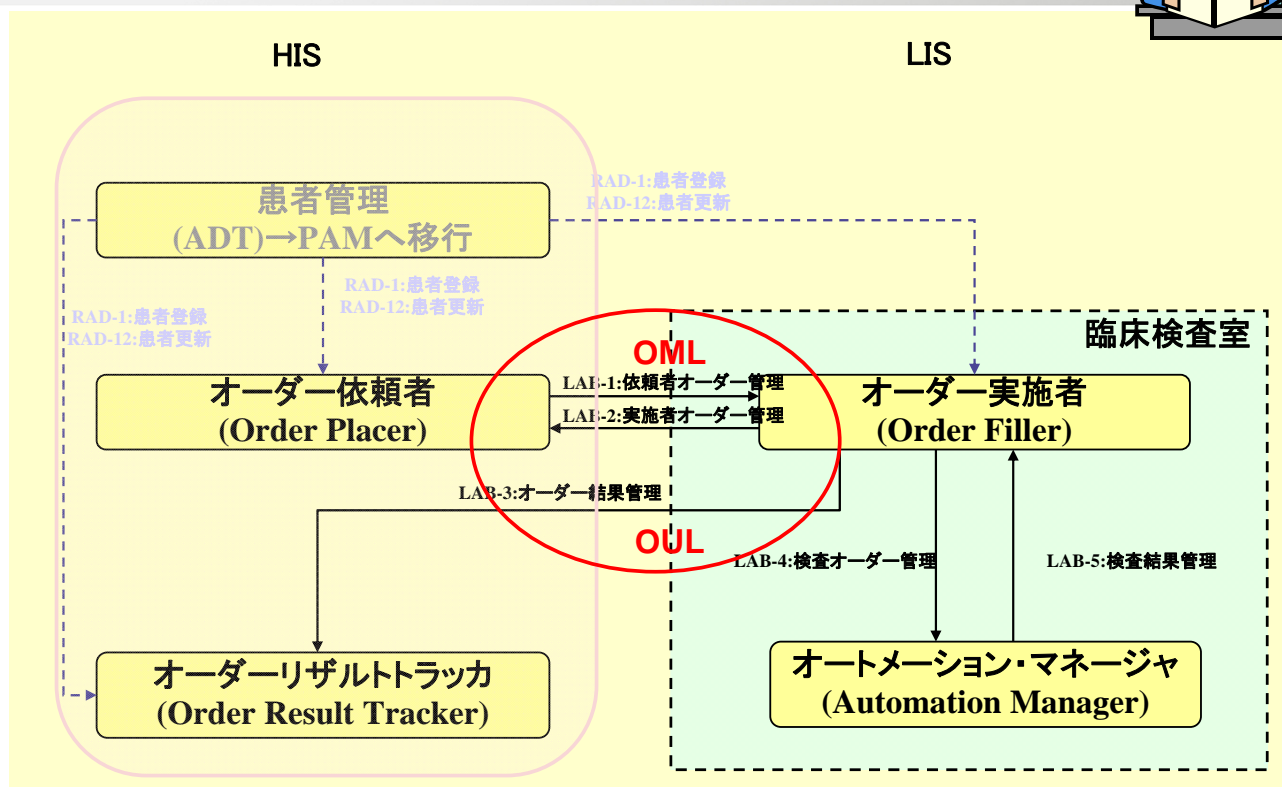 HIS
LIS
患者管理
(ADT)→PAMへ移行
RAD-1:患者登録
RAD-12:患者更新
RAD-1:患者登録
RAD-12:患者更新
RAD-1:患者登録
RAD-12:患者更新
臨床検査室
OML
オーダー依頼者
(Order Placer)
LAB-1:依頼者オーダー管理
LAB-2:実施者オーダー管理
オーダー実施者
(Order Filler)
LAB-3:オーダー結果管理
OUL
LAB-4:検査オーダー管理
LAB-5:検査結果管理
オーダーリザルトトラッカ
(Order Result Tracker)
オートメーション・マネージャ
(Automation Manager)